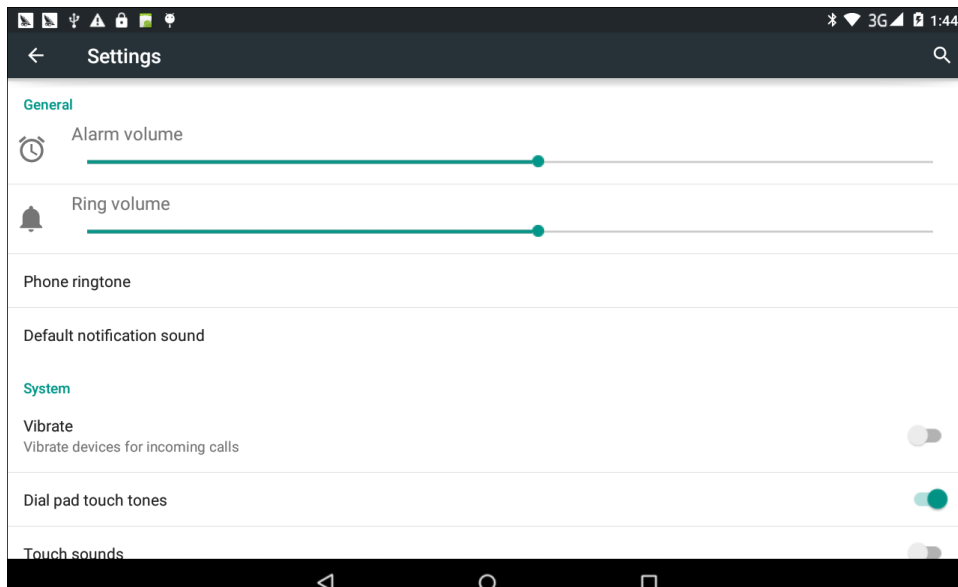 3G 1:44
Settings
General
Alarm volume
Ring volume
Phone ringtone
Default notification sound
System
Vibrate
Vibrate devices for incoming calls
Dial pad touch tones
Touch sounds